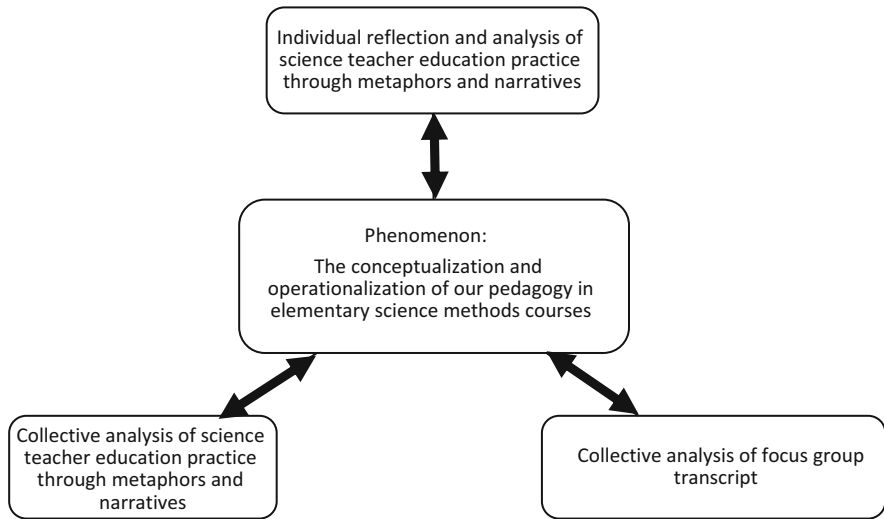 Individual reflection and analysis of
science teacher education practice
through metaphors and narratives
Phenomenon:
The conceptualization and
operationalization of our pedagogy in
elementary science methods courses
Collective analysis of science
teacher education practice
through metaphors and
narratives
Collective analysis of focus group
transcript